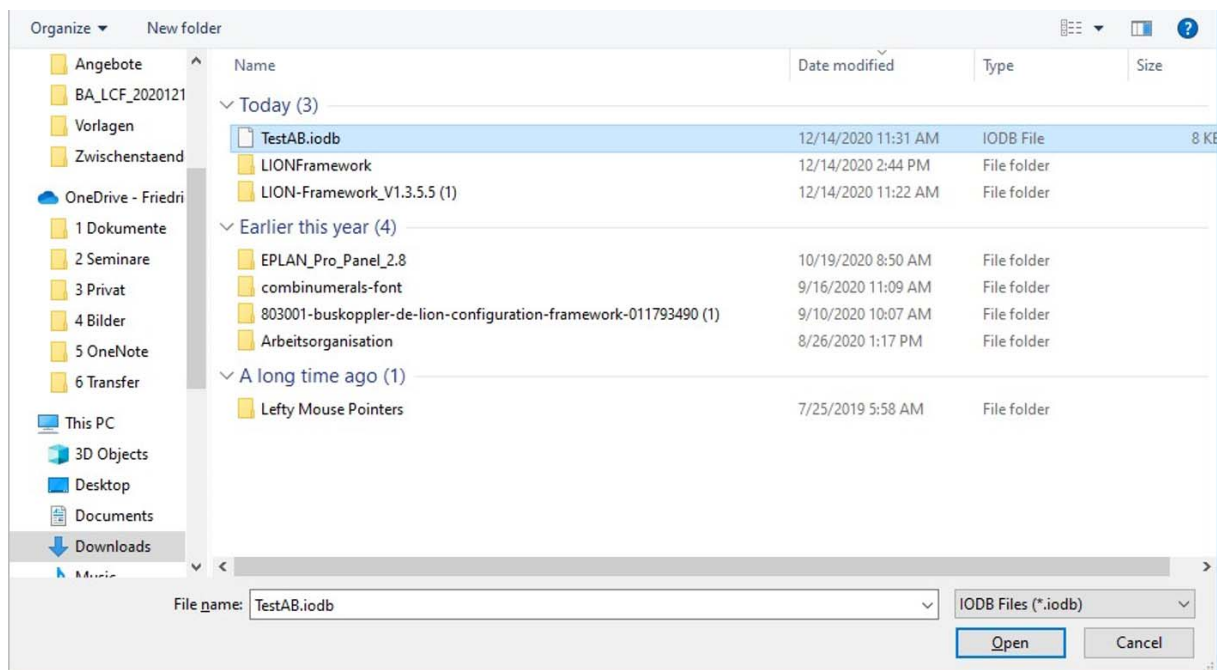 Organize New folder
Name Date modified Type Size
Angebote
BA_LCF_2020121
Vorlagen
Zwischenstaend
OneDrive - Friedri
1 Dokumente
2 Seminare
3 Privat
4 Bilder
5 OneNote
6 Transfer
This PC
3D Objects
Desktop
Documents
Downloads
Music
Today (3)
TestAB.iodb 12/14/2020 11:31 AM IODB File 8 KB
LIONFramework 12/14/2020 2:44 PM File folder
LION-Framework_V1.3.5.5 (1) 12/14/2020 11:22 AM File folder
Earlier this year (4)
EPLAN_Pro_Panel_2.8 10/19/2020 8:50 AM File folder
combinumerals-font 9/16/2020 11:09 AM File folder
803001-buskoppler-de-lion-configuration-framework-011793490 (1) 9/10/2020 10:07 AM File folder
Arbeitsorganisation 8/26/2020 1:17 PM File folder
A long time ago (1)
Lefty Mouse Pointers 7/25/2019 5:58 AM File folder
File name: TestAB.iodb IODB Files (*.iodb)
Open Cancel